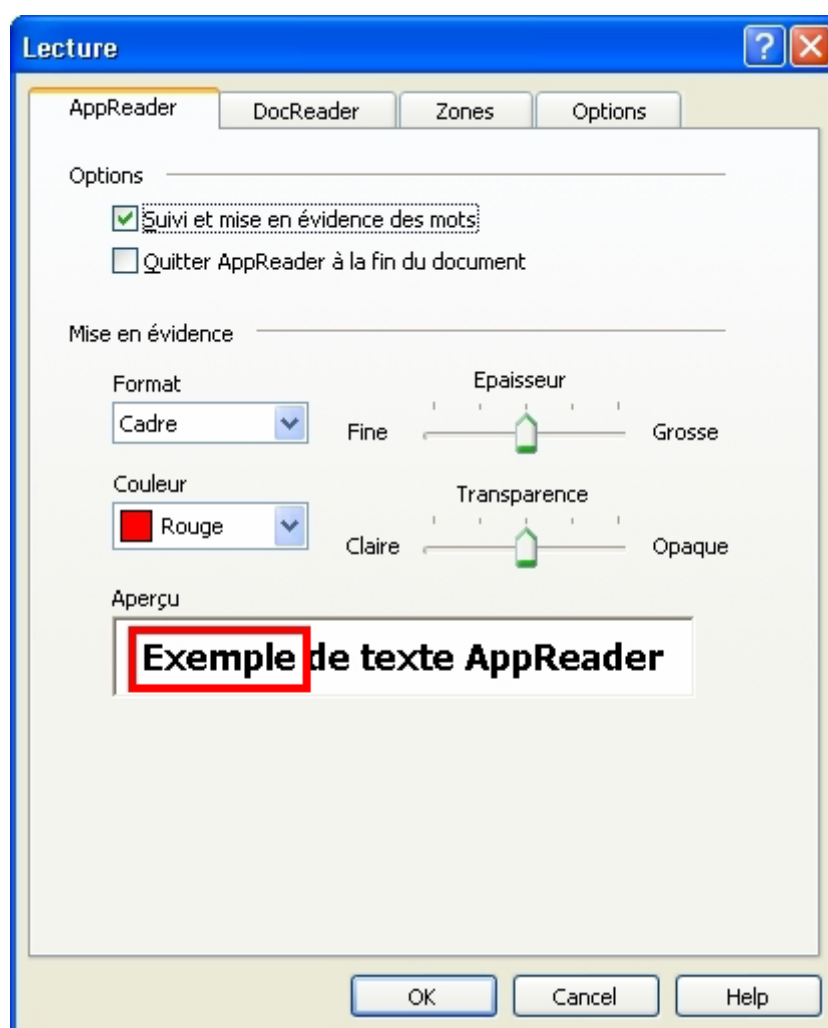 Lecture
AppReader DocReader Zones Options
Options
Suivi et mise en évidence des mots
Quitter AppReader à la fin du document
Mise en évidence
Format Epaisseur
Cadre Fine Grosse
Couleur Transparence
Rouge Claire Opaque
Aperçu
Exemple de texte AppReader
OK Cancel Help